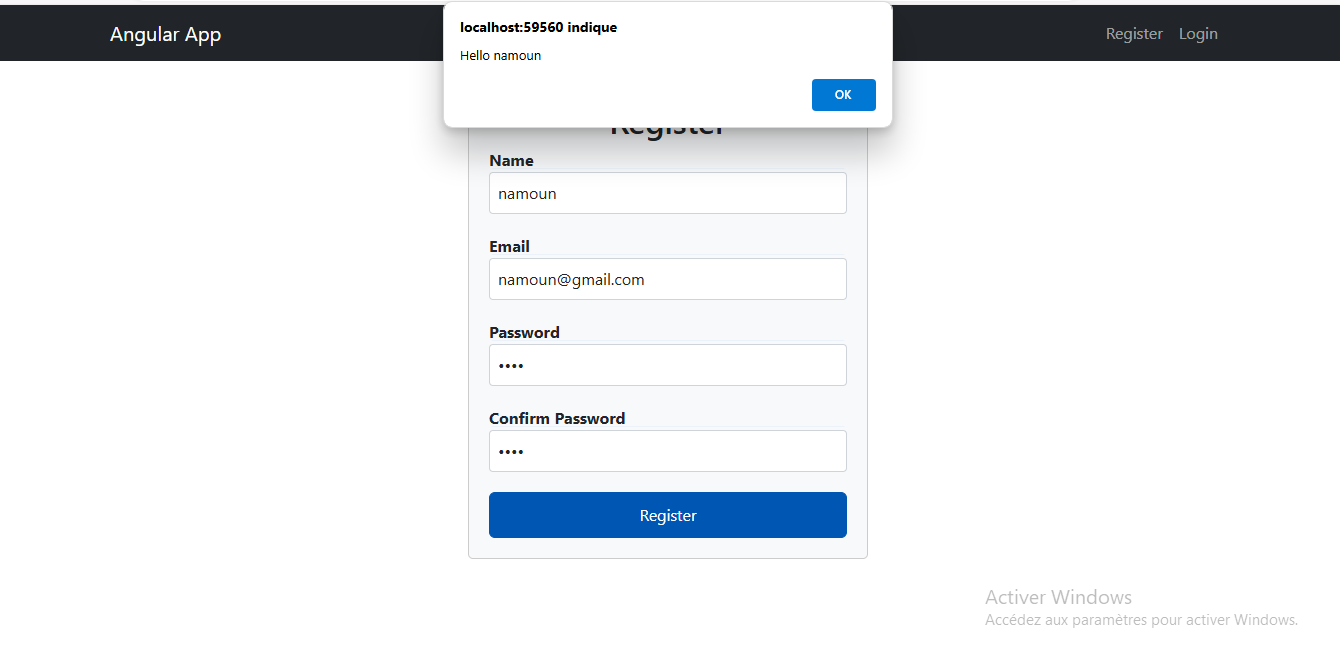 Angular App
Register Login
localhost:59560 indique
Hello namoun
OK
Register
Name
namoun
Email
namoun@gmail.com
Password
••••
Confirm Password
••••
Register
Activer Windows
Accédez aux paramètres pour activer Windows.